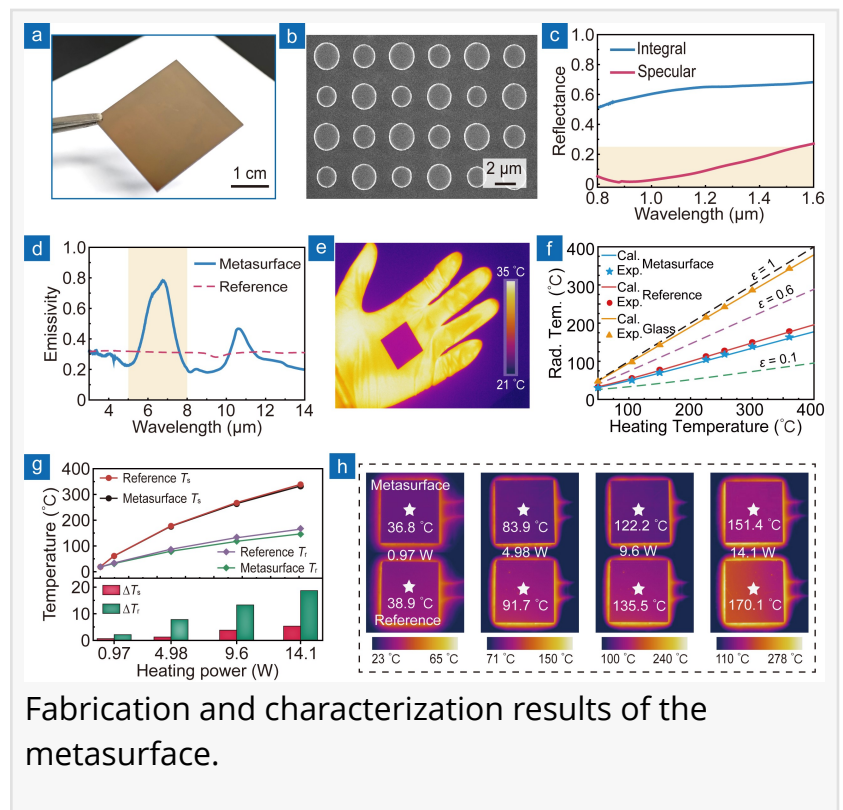 a
1 cm
b
2 μm
c
Integral
Specular
Reflectance
1.0
0.8
0.6
0.4
0.2
0
0.8
1.0
1.2
1.4
1.6
Wavelength (μm)
d
Metasurface
Reference
Emissivity
1.0
0.8
0.6
0.4
0.2
0
4
6
8
10
12
14
Wavelength (μm)
e
35 °C
21 °C
f
Cal.
Exp. Metasurface
Cal.
Exp. Reference
Cal.
Exp. Glass
ε = 1
ε = 0.6
ε = 0.1
Rad. Tem. (°C)
400
300
200
100
0
100
200
300
400
Heating Temperature (°C)
g
Reference Ts
Metasurface Ts
Reference Tr
Metasurface Tr
Temperature (°C)
400
300
200
100
0
ΔTs
ΔTr
20
10
0
0.97
4.98
9.6
14.1
Heating power (W)
h
Metasurface
36.8 °C
83.9 °C
122.2 °C
151.4 °C
0.97 W
4.98 W
9.6 W
14.1 W
38.9 °C
91.7 °C
135.5 °C
170.1 °C
Reference
23 °C
65 °C
71 °C
150 °C
100 °C
240 °C
110 °C
278 °C
Fabrication and characterization results of the
metasurface.